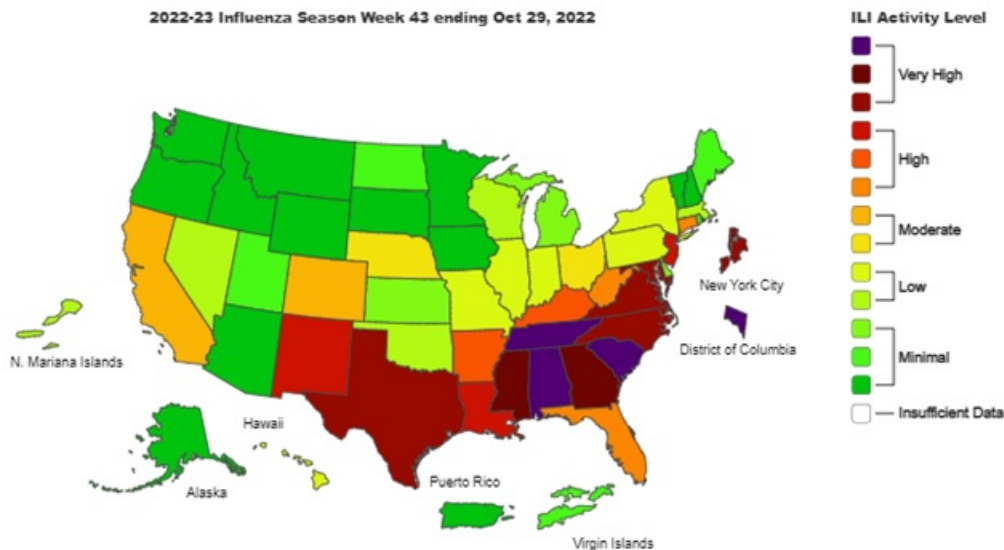 2022-23 Influenza Season Week 43 ending Oct 29, 2022
ILI Activity Level
Very High
High
Moderate
Low
Minimal
Insufficient Data
New York City
District of Columbia
N. Mariana Islands
Hawaii
Alaska
Puerto Rico
Virgin Islands